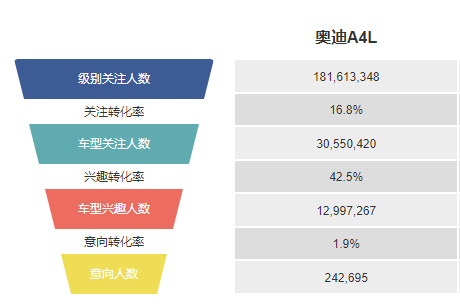 奥迪A4L
级别关注人数
181,613,348
关注转化率
16.8%
车型关注人数
30,550,420
兴趣转化率
42.5%
车型兴趣人数
12,997,267
意向转化率
1.9%
意向人数
242,695